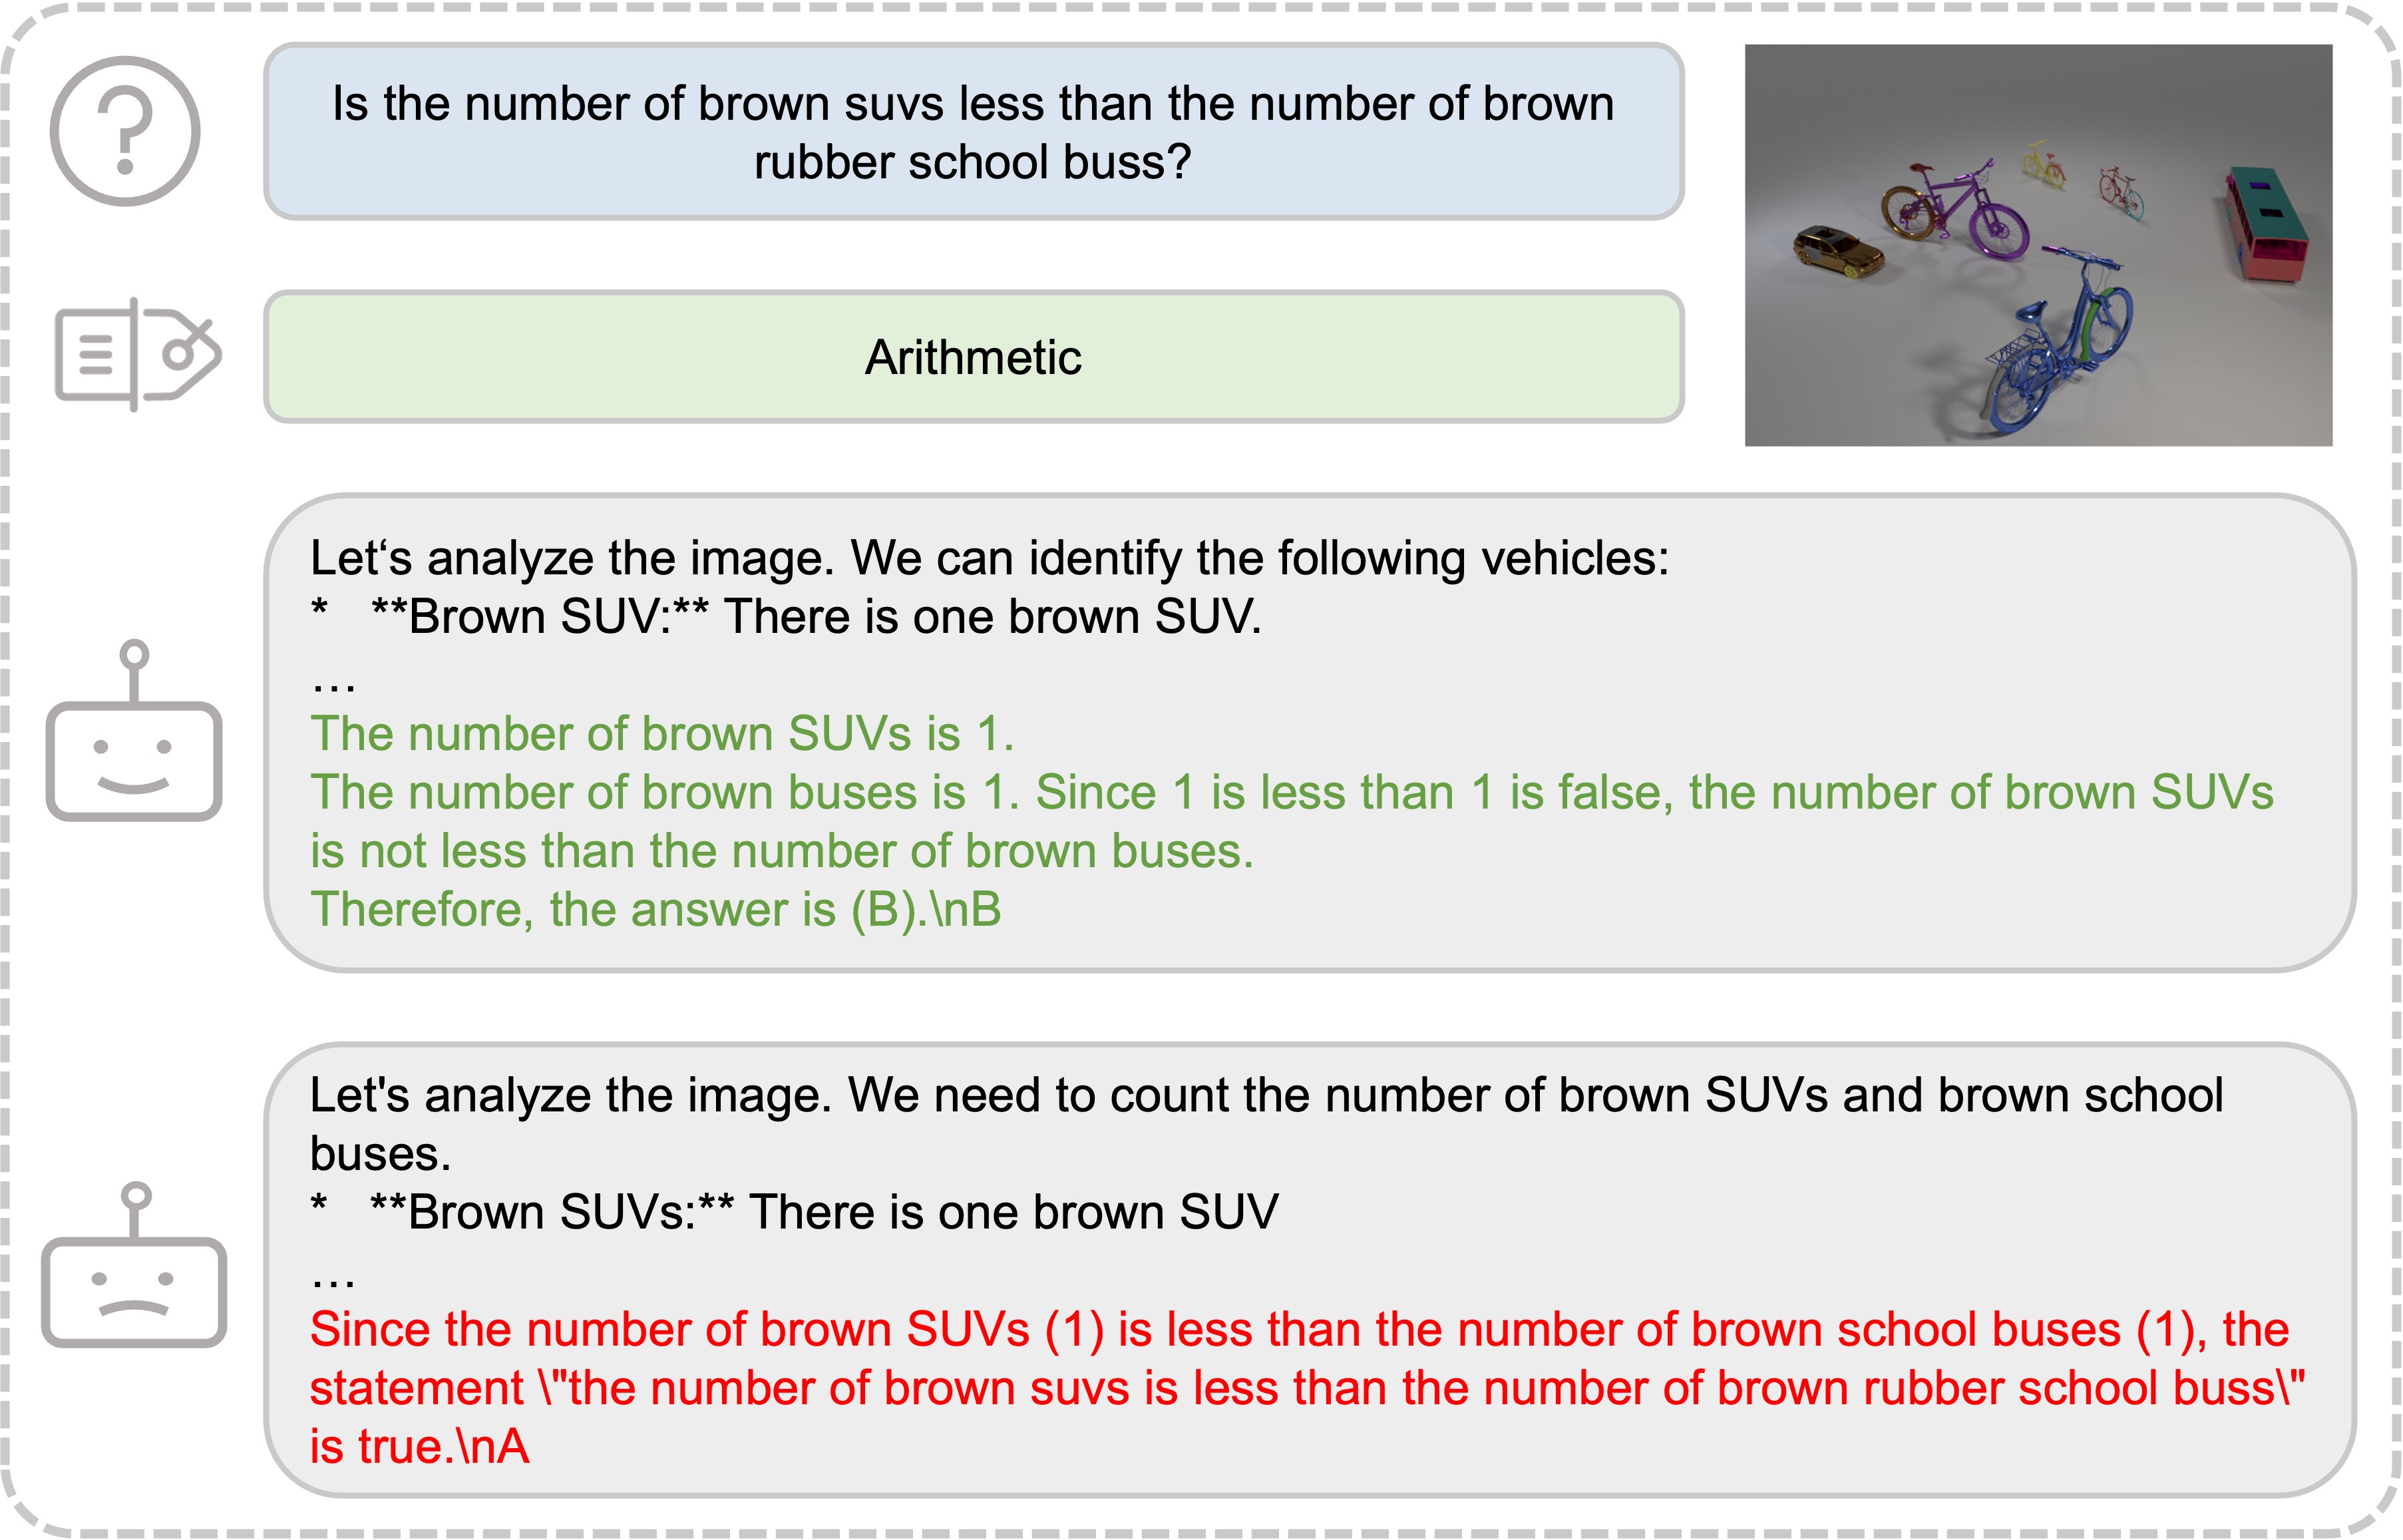 Is the number of brown suvs less than the number of brown
rubber school buss?
Arithmetic
Let‘s analyze the image. We can identify the following vehicles:
* **Brown SUV:** There is one brown SUV.
…
The number of brown SUVs is 1.
The number of brown buses is 1. Since 1 is less than 1 is false, the number of brown SUVs
is not less than the number of brown buses.
Therefore, the answer is (B).\nB
Let's analyze the image. We need to count the number of brown SUVs and brown school
buses.
* **Brown SUVs:** There is one brown SUV
…
Since the number of brown SUVs (1) is less than the number of brown school buses (1), the
statement \"the number of brown suvs is less than the number of brown rubber school buss\"
is true.\nA